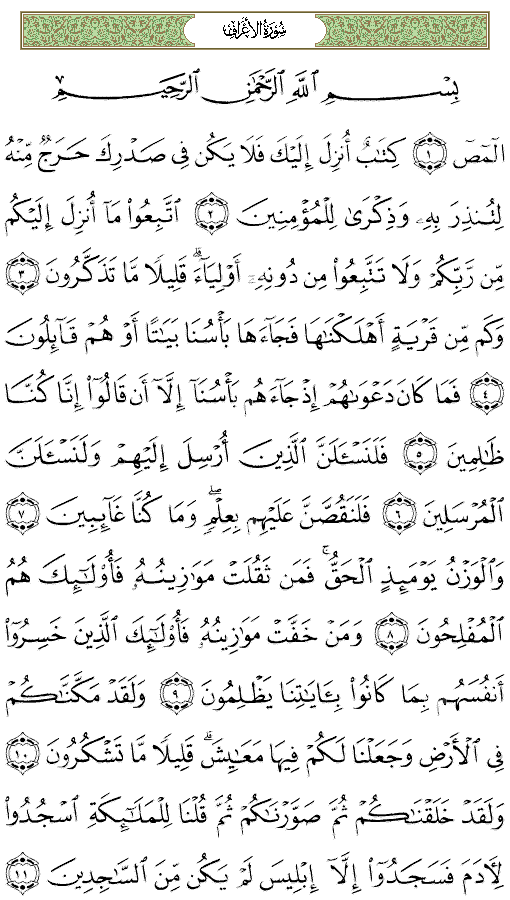 سُورَةُ الأَعْرَافِ
بِسْمِ ٱللَّهِ ٱلرَّحْمَٰنِ ٱلرَّحِيمِ
الٓمٓصٓ ١ كِتَٰبٌ أُنزِلَ إِلَيْكَ فَلَا يَكُن فِى صَدْرِكَ حَرَجٌ مِّنْهُ
لِتُنذِرَ بِهِۦ وَذِكْرَىٰ لِلْمُؤْمِنِينَ ٢ ٱتَّبِعُوا۟ مَآ أُنزِلَ إِلَيْكُم
مِّن رَّبِّكُمْ وَلَا تَتَّبِعُوا۟ مِن دُونِهِۦٓ أَوْلِيَآءَ ۗ قَلِيلًا مَّا تَذَكَّرُونَ ٣
وَكَم مِّن قَرْيَةٍ أَهْلَكْنَٰهَا فَجَآءَهَا بَأْسُنَا بَيَٰتًا أَوْ هُمْ قَآئِلُونَ
٤ فَمَا كَانَ دَعْوَىٰهُمْ إِذْ جَآءَهُم بَأْسُنَآ إِلَّآ أَن قَالُوٓا۟ إِنَّا كُنَّا
ظَٰلِمِينَ ٥ فَلَنَسْـَٔلَنَّ ٱلَّذِينَ أُرْسِلَ إِلَيْهِمْ وَلَنَسْـَٔلَنَّ
ٱلْمُرْسَلِينَ ٦ فَلَنَقُصَّنَّ عَلَيْهِم بِعِلْمٍ ۖ وَمَا كُنَّا غَآئِبِينَ ٧
وَٱلْوَزْنُ يَوْمَئِذٍ ٱلْحَقُّ ۚ فَمَن ثَقُلَتْ مَوَٰزِينُهُۥ فَأُو۟لَٰٓئِكَ هُمُ
ٱلْمُفْلِحُونَ ٨ وَمَنْ خَفَّتْ مَوَٰزِينُهُۥ فَأُو۟لَٰٓئِكَ ٱلَّذِينَ خَسِرُوٓا۟
أَنفُسَهُم بِمَا كَانُوا۟ بِـَٔايَٰتِنَا يَظْلِمُونَ ٩ وَلَقَدْ مَكَّنَّٰكُمْ
فِى ٱلْأَرْضِ وَجَعَلْنَا لَكُمْ فِيهَا مَعَٰيِشَ ۗ قَلِيلًا مَّا تَشْكُرُونَ ١٠
وَلَقَدْ خَلَقْنَٰكُمْ ثُمَّ صَوَّرْنَٰكُمْ ثُمَّ قُلْنَا لِلْمَلَٰٓئِكَةِ ٱسْجُدُوا۟
لِـَٔادَمَ فَسَجَدُوٓا۟ إِلَّآ إِبْلِيسَ لَمْ يَكُن مِّنَ ٱلسَّٰجِدِينَ ١١